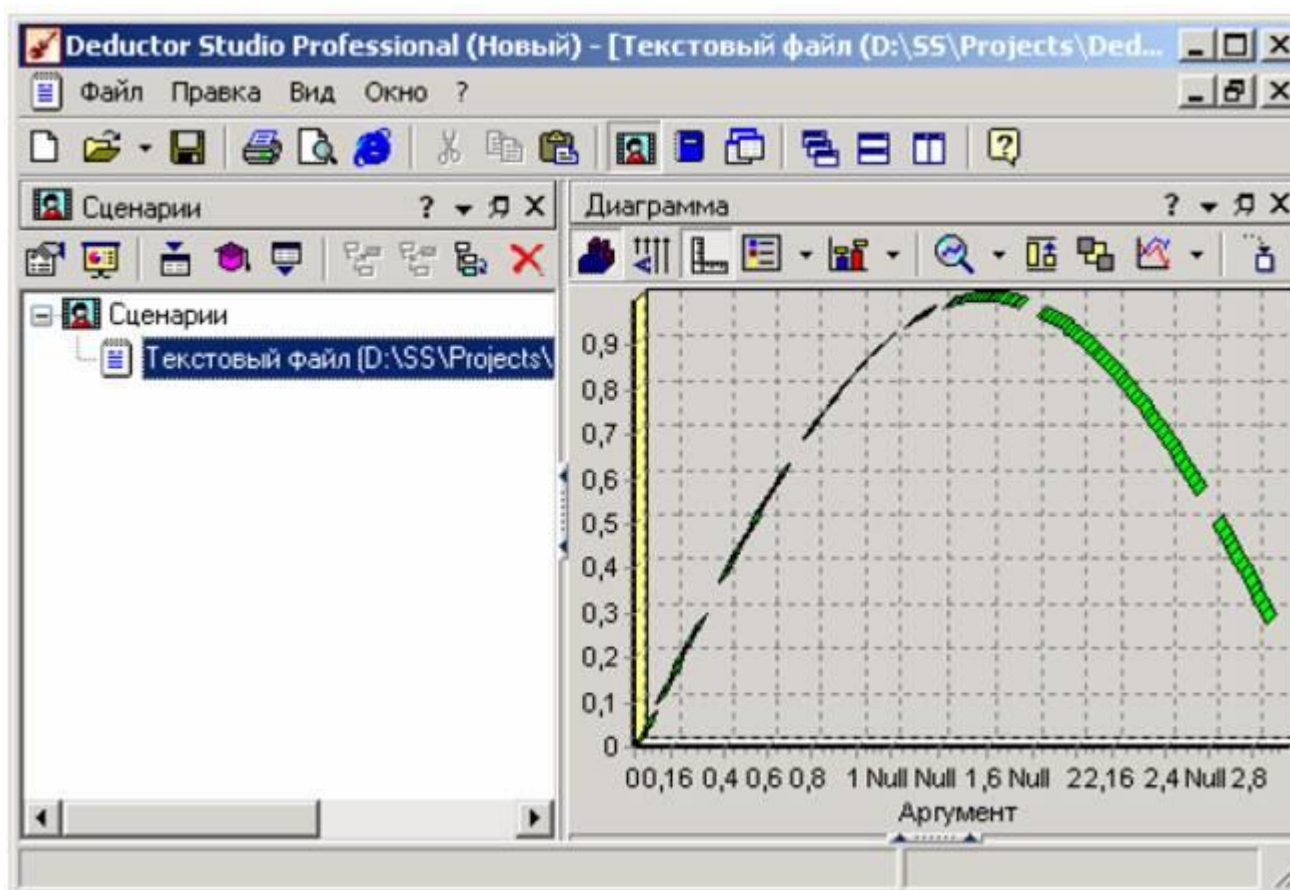 Deductor Studio Professional (Новый) - [Текстовый файл (D:\SS\Projects\Ded...
Файл Правка Вид Окно ?
Сценарии ?
Диаграмма ?
Сценарии
Текстовый файл (D:\SS\Projects\
0,9
0,8
0,7
0,6
0,5
0,4
0,3
0,2
0,1
0
00,16 0,4 0,6 0,8 1 Null Null 1,6 Null 22,16 2,4 Null 2,8
Аргумент